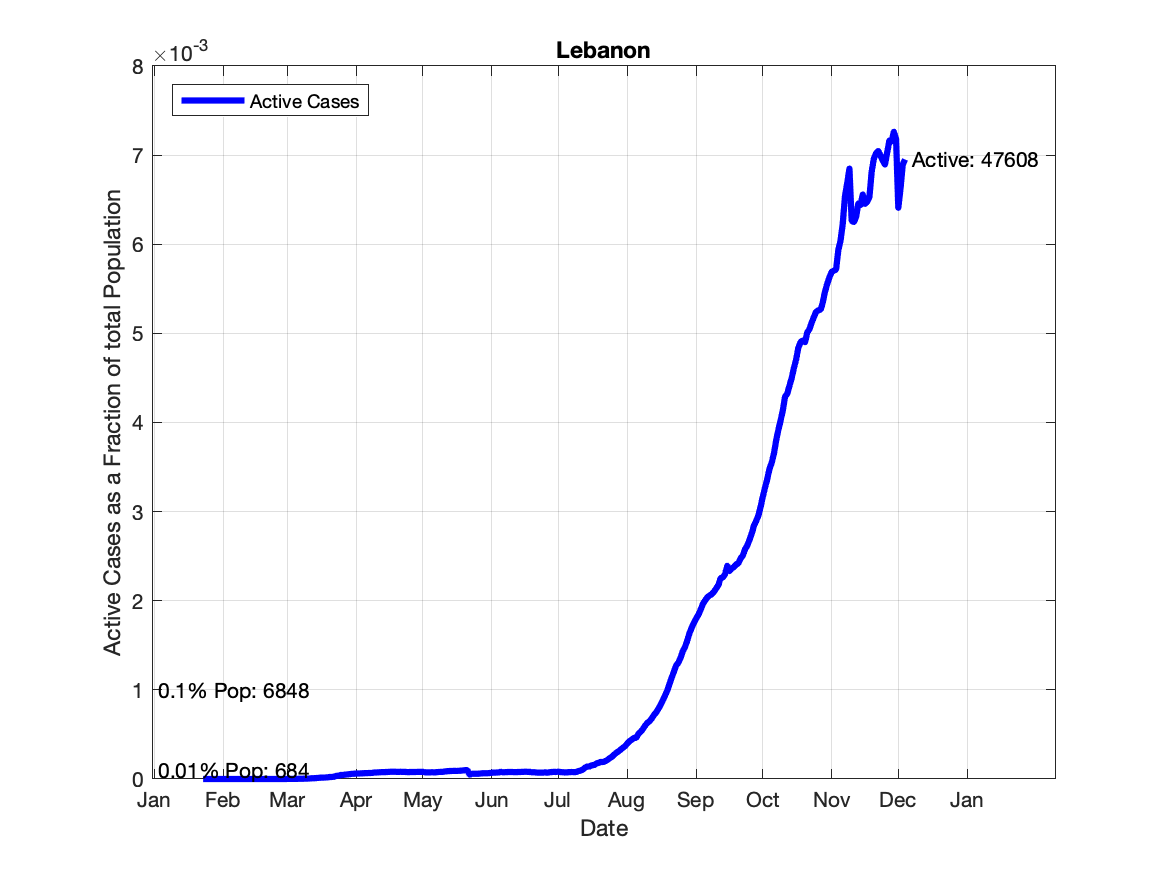 Lebanon
×10-3
Active Cases
8
7
6
5
4
3
2
1
0
Active Cases as a Fraction of total Population
Active: 47608
0.1% Pop: 6848
0.01% Pop: 684
Jan Feb Mar Apr May Jun Jul Aug Sep Oct Nov Dec Jan
Date